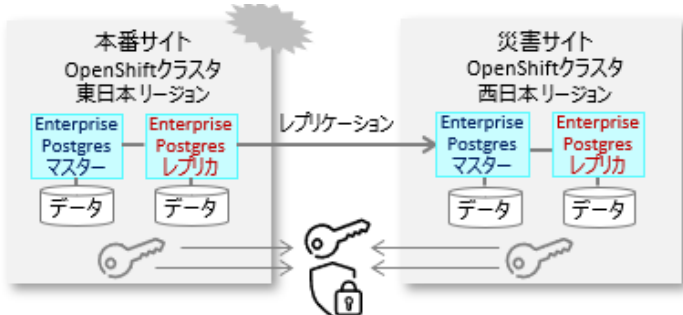 本番サイト
OpenShiftクラスタ
東日本リージョン
Enterprise
Postgres
マスター
Enterprise
Postgres
レプリカ
データ
データ
レプリケーション
災害サイト
OpenShiftクラスタ
西日本リージョン
Enterprise
Postgres
マスター
Enterprise
Postgres
レプリカ
データ
データ